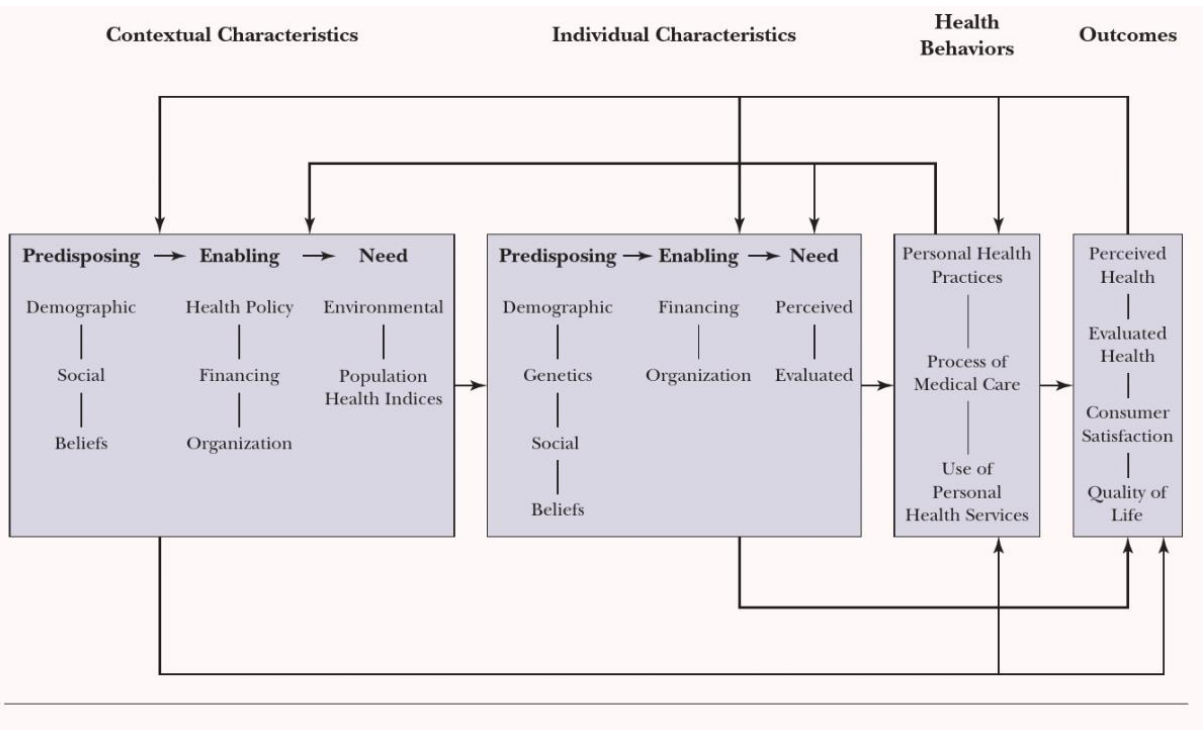 Contextual Characteristics
Individual Characteristics
Health
Behaviors
Outcomes
Predisposing
Enabling
Need
Demographic
Health Policy
Environmental
Social
Financing
Population
Health Indices
Beliefs
Organization
Predisposing
Enabling
Need
Demographic
Financing
Perceived
Genetics
Organization
Evaluated
Social
Beliefs
Personal Health
Practices
Process of
Medical Care
Use of
Personal
Health Services
Perceived
Health
Evaluated
Health
Consumer
Satisfaction
Quality of
Life